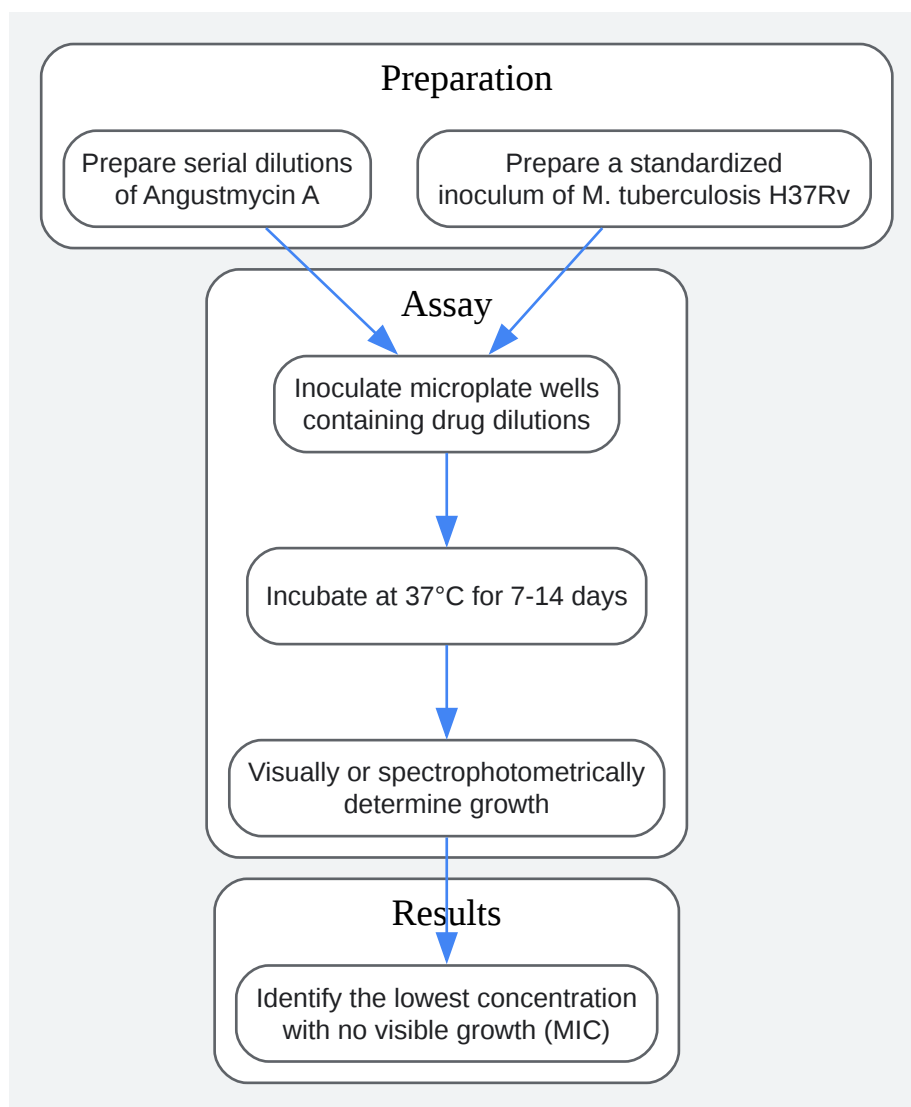 Preparation
Prepare serial dilutions
of Angustmycin A
Prepare a standardized
inoculum of M. tuberculosis H37Rv
Assay
Inoculate microplate wells
containing drug dilutions
Incubate at 37°C for 7-14 days
Visually or spectrophotometrically
determine growth
Results
Identify the lowest concentration
with no visible growth (MIC)